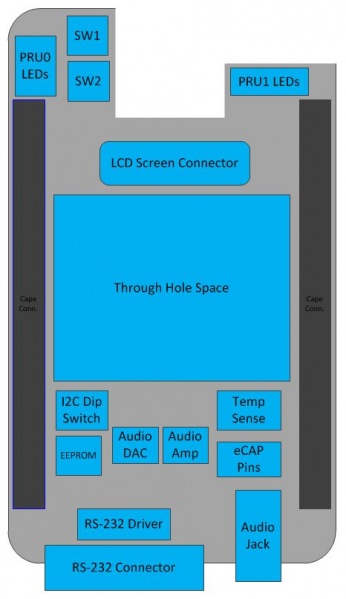 SW1
PRU0
LEDs
SW2
PRU1 LEDs
LCD Screen Connector
Through Hole Space
Cape
Conn.
Cape
Conn.
I2C Dip
Switch
Temp
Sense
Audio
DAC
Audio
Amp
EEPROM
eCAP
Pins
RS-232 Driver
Audio
Jack
RS-232 Connector